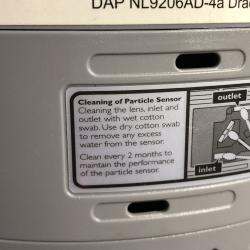 DAP NL9206AD-4a
Cleaning of Particle Sensor
Cleaning the lens, inlet and
outlet with wet cotton
swab. Use dry cotton swab
to remove any excess
water from the sensor.
Clean every 2 months to
maintain the performance
of the particle sensor.
outlet
inlet